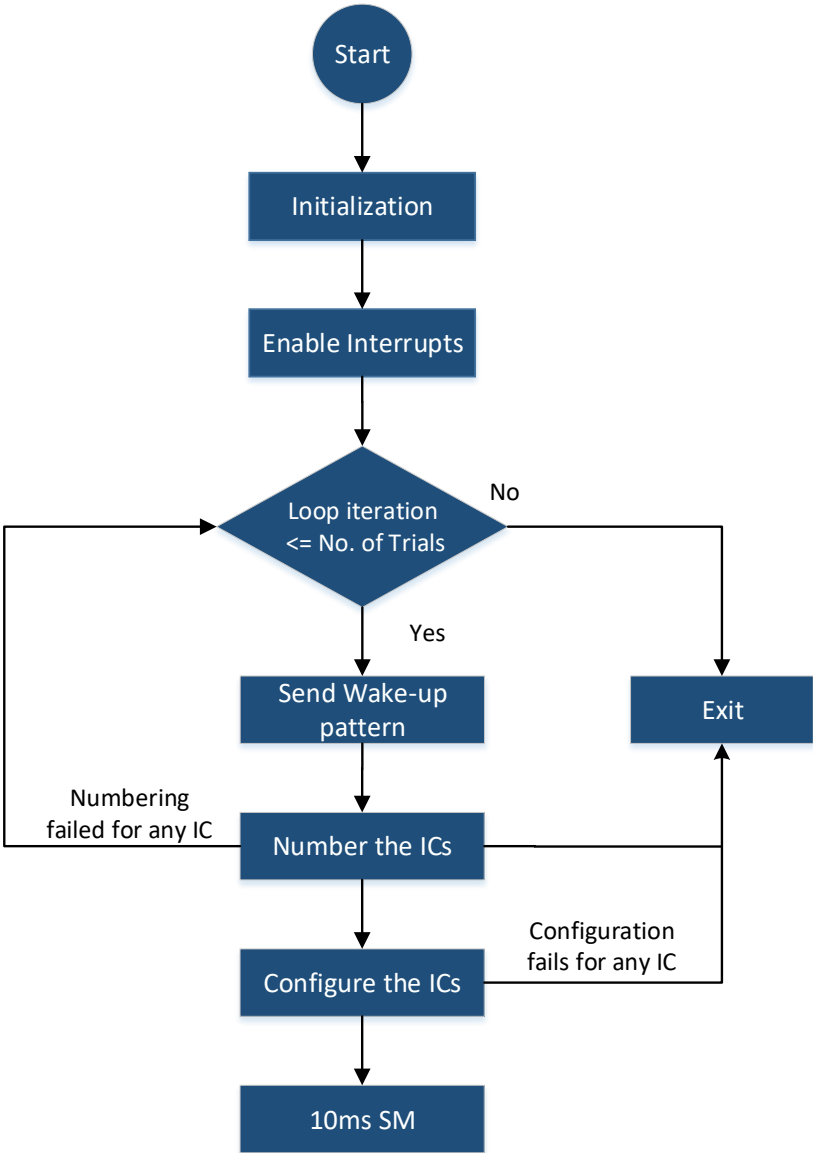 Start
Initialization
Enable Interrupts
Loop iteration
<= No. of Trials
No
Yes
Send Wake-up
pattern
Exit
Numbering
failed for any IC
Number the ICs
Configuration
fails for any IC
Configure the ICs
10ms SM